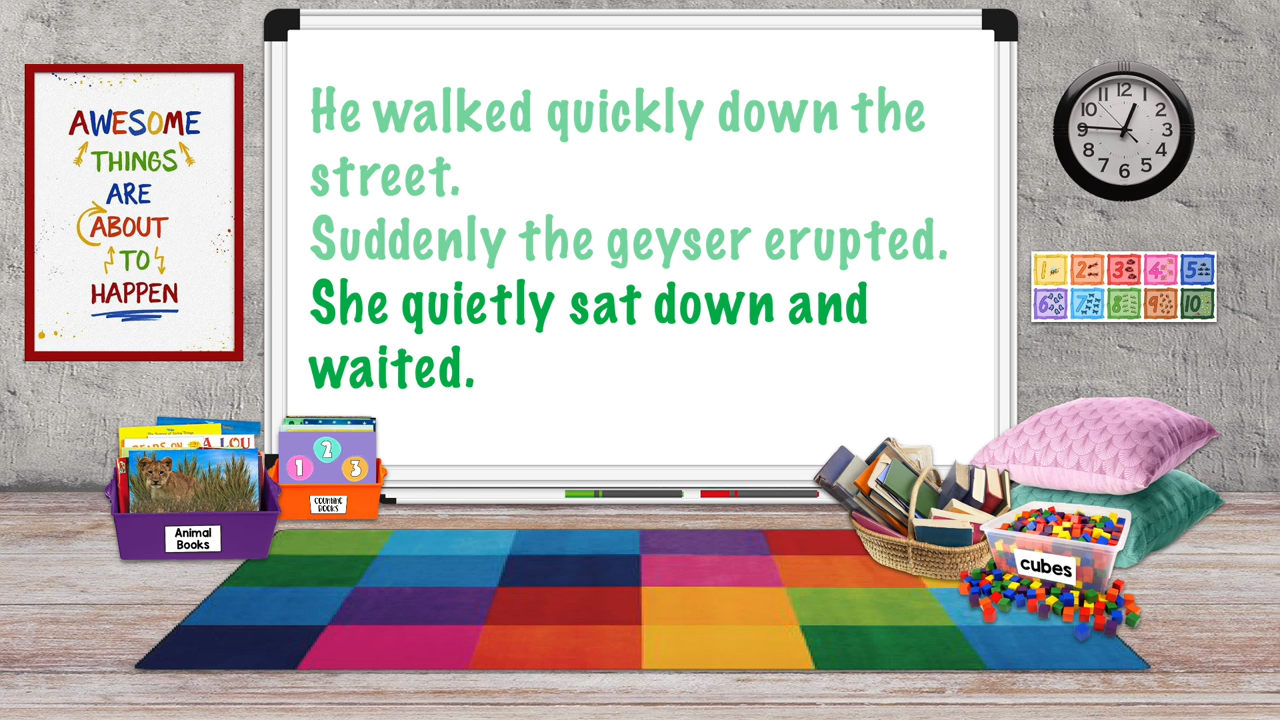 He walked quickly down the
street.
Suddenly the geyser erupted.
She quietly sat down and
waited.
AWESOME
THINGS
ARE
ABOUT
TO
HAPPEN
12
1
2
3
4
5
6
7
8
9
10
11
1 2 3 4 5
6 7 8 9 10
A LOU
1 2 3
COUNTING
BOOKS
Animal
Books
cubes